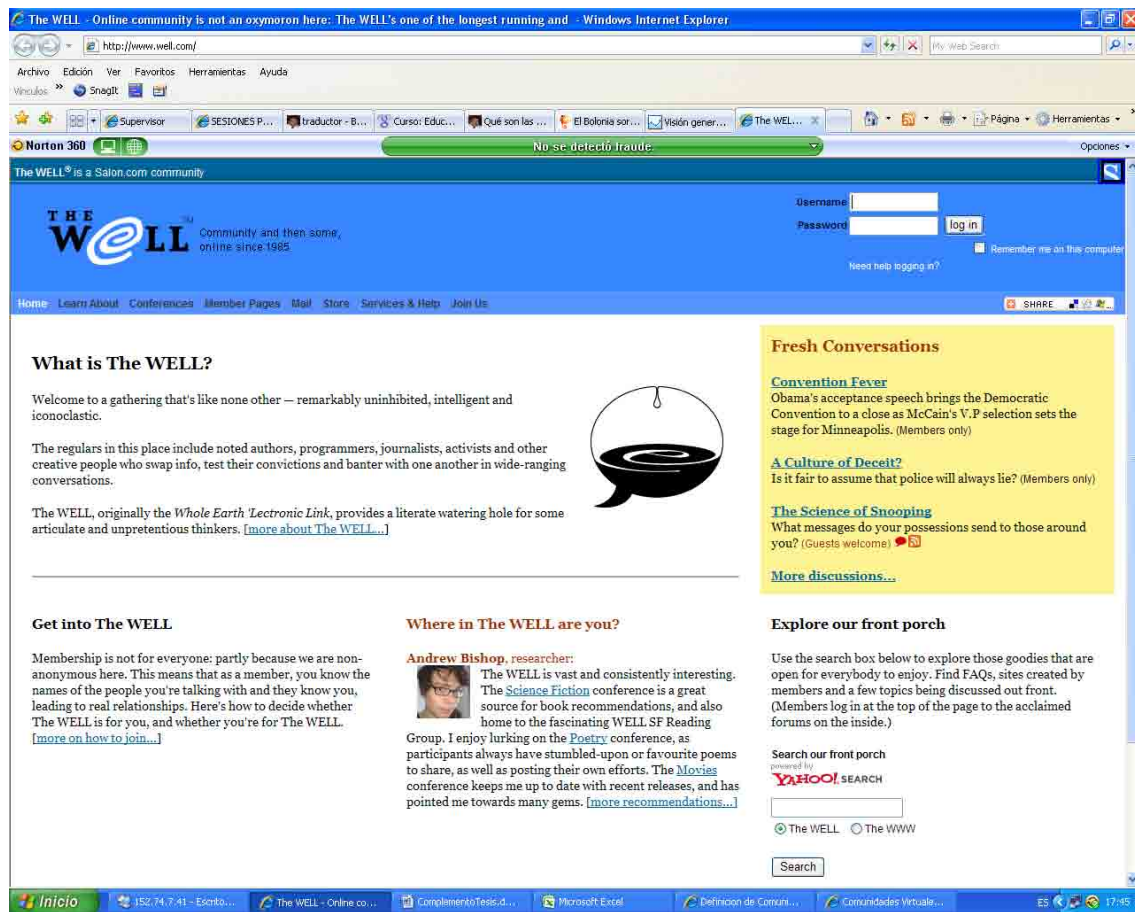 The WELL - Online community is not an oxymoron here: The WELL's one of the longest running and - Windows Internet Explorer
http://www.well.com/
My Web Search
Archivo Edición Ver Favoritos Herramientas Ayuda
Vínculos » SnagIt
Supervisor SESIONES P... traductor - B... Curso: Educ... Qué son las ... El Bolonia sor... Visión gener... The WEL... Página Herramientas
Norton 360 No se detectó fraude. Opciones
The WELL® is a Salon.com community S
THE WELL
Community and then some,
online since 1985
Username
Password log in
Remember me on this computer
Need help logging in?
Home Learn About Conferences Member Pages Mail Store Services & Help Join Us SHARE
What is The WELL?
Welcome to a gathering that's like none other — remarkably uninhibited, intelligent and
iconoclastic.
The regulars in this place include noted authors, programmers, journalists, activists and other
creative people who swap info, test their convictions and banter with one another in wide-ranging
conversations.
The WELL, originally the Whole Earth 'Lectronic Link, provides a literate watering hole for some
articulate and unpretentious thinkers. [more about The WELL...]
Fresh Conversations
Convention Fever
Obama's acceptance speech brings the Democratic
Convention to a close as McCain's V.P selection sets the
stage for Minneapolis. (Members only)
A Culture of Deceit?
Is it fair to assume that police will always lie? (Members only)
The Science of Snooping
What messages do your possessions send to those around
you? (Guests welcome)
More discussions...
Get into The WELL
Membership is not for everyone: partly because we are non-
anonymous here. This means that as a member, you know the
names of the people you're talking with and they know you,
leading to real relationships. Here's how to decide whether
The WELL is for you, and whether you're for The WELL.
[more on how to join...]
Where in The WELL are you?
Andrew Bishop, researcher:
The WELL is vast and consistently interesting.
The Science Fiction conference is a great
source for book recommendations, and also
home to the fascinating WELL SF Reading
Group. I enjoy lurking on the Poetry conference, as
participants always have stumbled-upon or favourite poems
to share, as well as posting their own efforts. The Movies
conference keeps me up to date with recent releases, and has
pointed me towards many gems. [more recommendations...]
Explore our front porch
Use the search box below to explore those goodies that are
open for everybody to enjoy. Find FAQs, sites created by
members and a few topics being discussed out front.
(Members log in at the top of the page to the acclaimed
forums on the inside.)
Search our front porch
powered by
YAHOO! SEARCH
The WELL The WWW
Search
Inicio 152.74.7.41 - Escrito... The WELL - Online co... ComplementoTesis.d... Microsoft Excel Definicion de Comuni... Comunidades Virtuale... ES 17:45